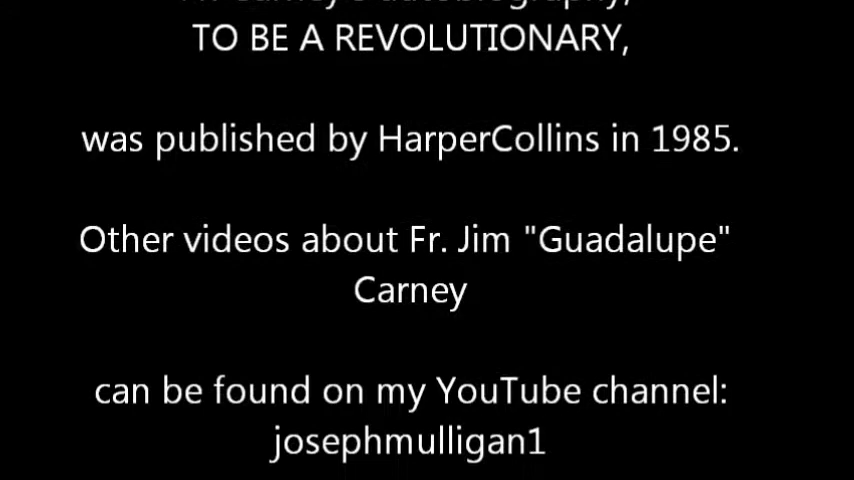 TO BE A REVOLUTIONARY,
was published by HarperCollins in 1985.
Other videos about Fr. Jim "Guadalupe"
Carney
can be found on my YouTube channel:
josephmulligan1